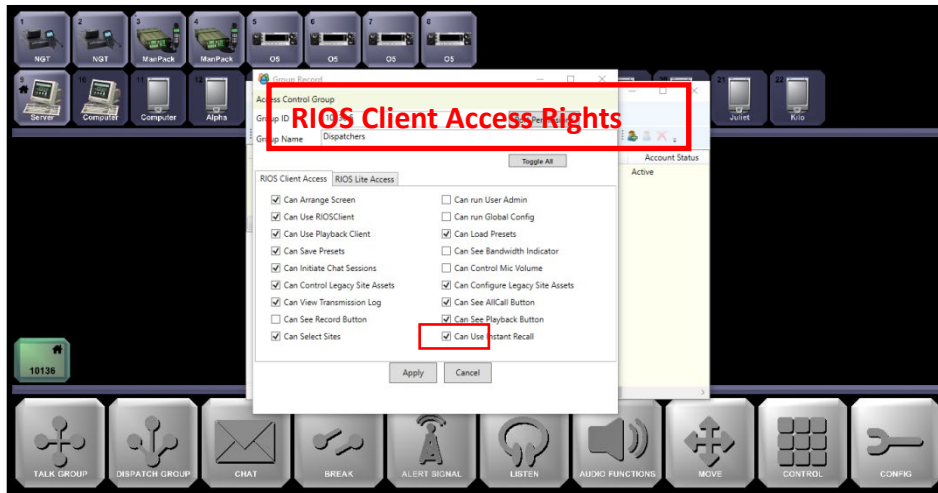 1 2 3 4 5 6 7 8
NGT NGT ManPack ManPack O5 O5 O5 O5
9 10 11 12 21 22
Server Computer Computer Alpha Juliet Kilo
Group Record
Access Control Group
RIOS Client Access Rights
Group ID
Group Name Dispatchers
Toggle All
Account Status
Active
RIOS Client Access RIOS Lite Access
Can Arrange Screen Can run User Admin
Can Use RIOSClient Can run Global Config
Can Use Playback Client Can Load Presets
Can Save Presets Can See Bandwidth Indicator
Can Initiate Chat Sessions Can Control Mic Volume
Can Control Legacy Site Assets Can Configure Legacy Site Assets
Can View Transmission Log Can See AllCall Button
Can See Record Button Can See Playback Button
Can Select Sites Can Use Instant Recall
Apply Cancel
10136
TALK GROUP DISPATCH GROUP CHAT BREAK ALERT SIGNAL LISTEN AUDIO FUNCTIONS MOVE CONTROL CONFIG